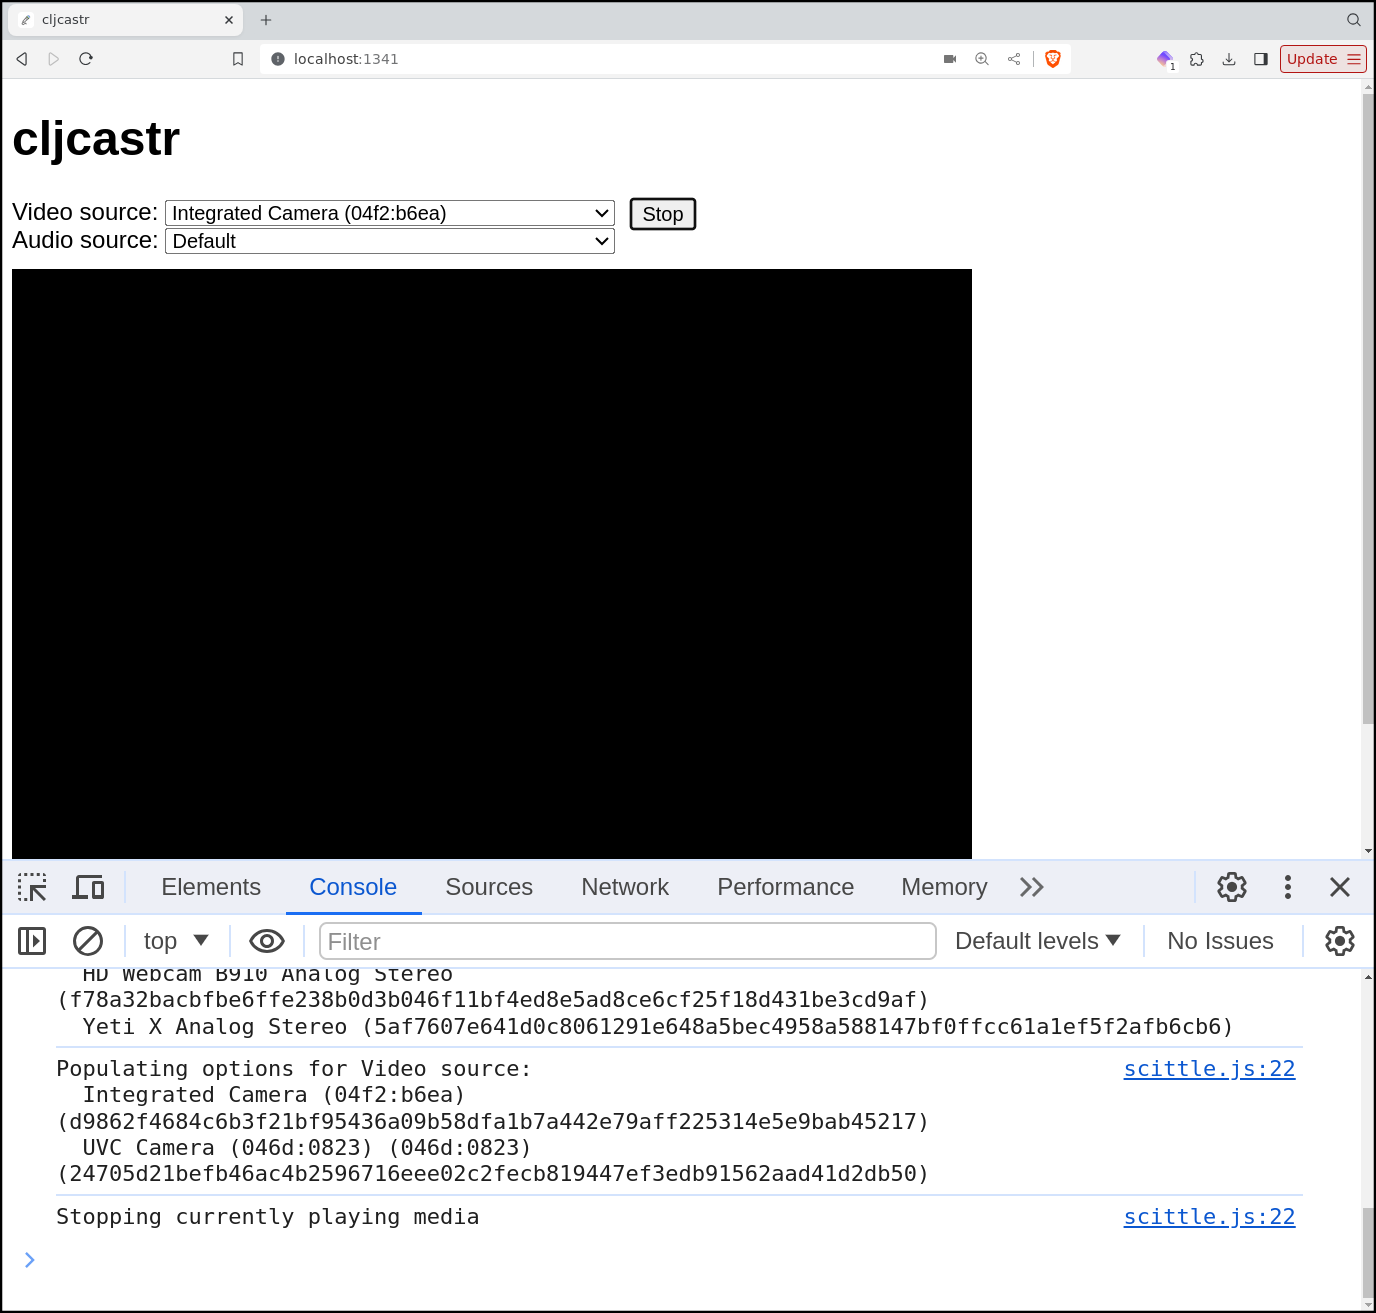 cljcastr
localhost:1341
1
Update
cljcastr
Video source: Integrated Camera (04f2:b6ea) Stop
Audio source: Default
Elements Console Sources Network Performance Memory
top Filter Default levels No Issues
HD Webcam B910 Analog Stereo
(f78a32bacbfbe6ffe238b0d3b046f11bf4ed8e5ad8ce6cf25f18d431be3cd9af)
Yeti X Analog Stereo (5af7607e641d0c8061291e648a5bec4958a588147bf0ffcc61a1ef5f2afb6cb6)
Populating options for Video source: scittle.js:22
Integrated Camera (04f2:b6ea)
(d9862f4684c6b3f21bf95436a09b58dfa1b7a442e79aff225314e5e9bab45217)
UVC Camera (046d:0823) (046d:0823)
(24705d21befb46ac4b2596716eee02c2fecb819447ef3edb91562aad41d2db50)
Stopping currently playing media scittle.js:22